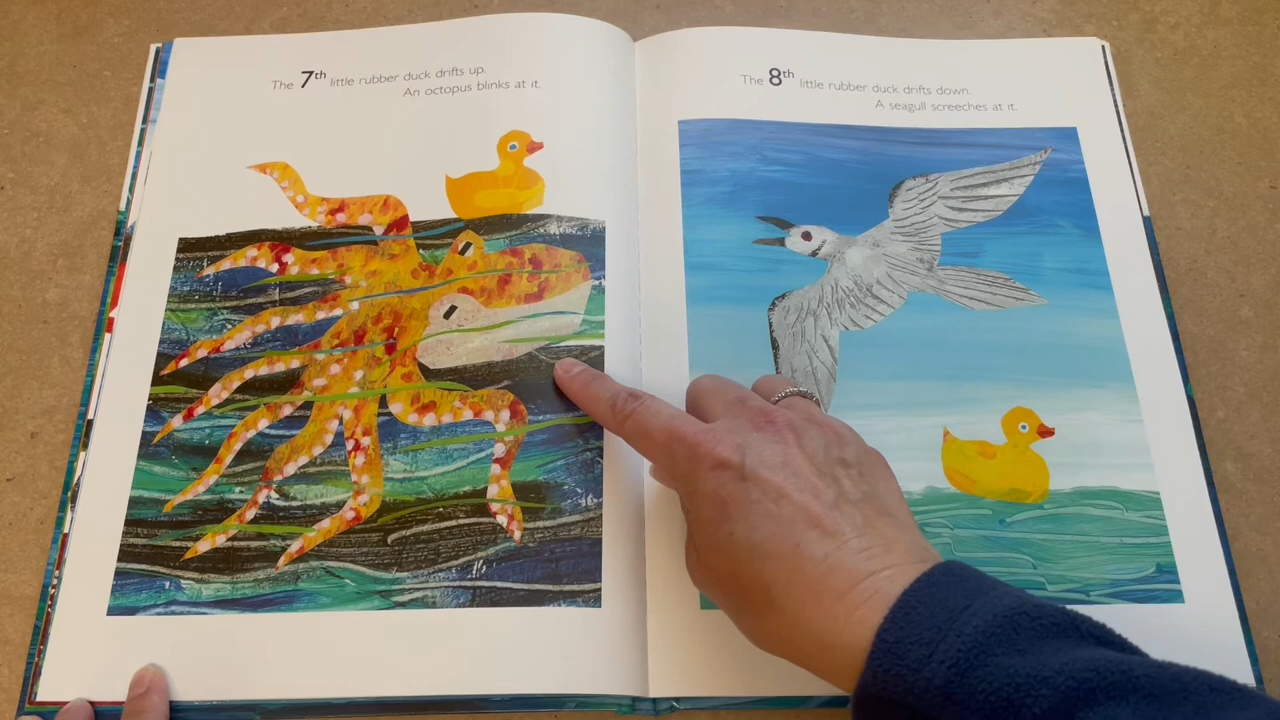 The 7th little rubber duck drifts up.
An octopus blinks at it.
The 8th little rubber duck drifts down.
A seagull screeches at it.